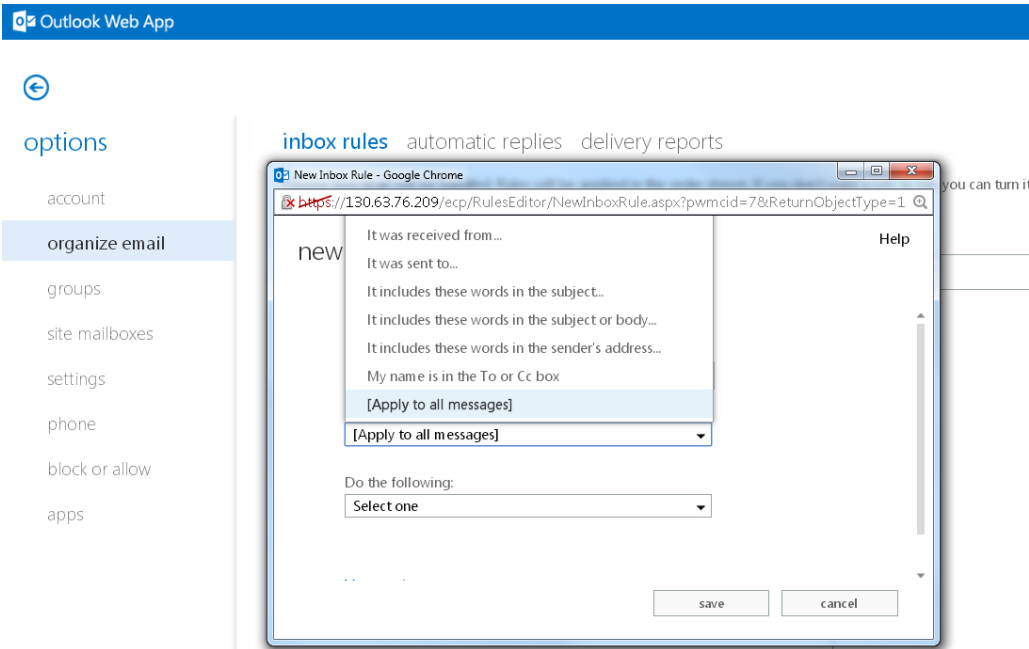 Outlook Web App
options
account
organize email
groups
site mailboxes
settings
phone
block or allow
apps
inbox rules automatic replies delivery reports
you can turn it
New Inbox Rule - Google Chrome
https://130.63.76.209/ecp/RulesEditor/NewInboxRule.aspx?pwmcid=7&ReturnObjectType=1
new
Help
It was received from...
It was sent to...
It includes these words in the subject...
It includes these words in the subject or body...
It includes these words in the sender's address...
My name is in the To or Cc box
[Apply to all messages]
[Apply to all messages]
Do the following:
Select one
save cancel